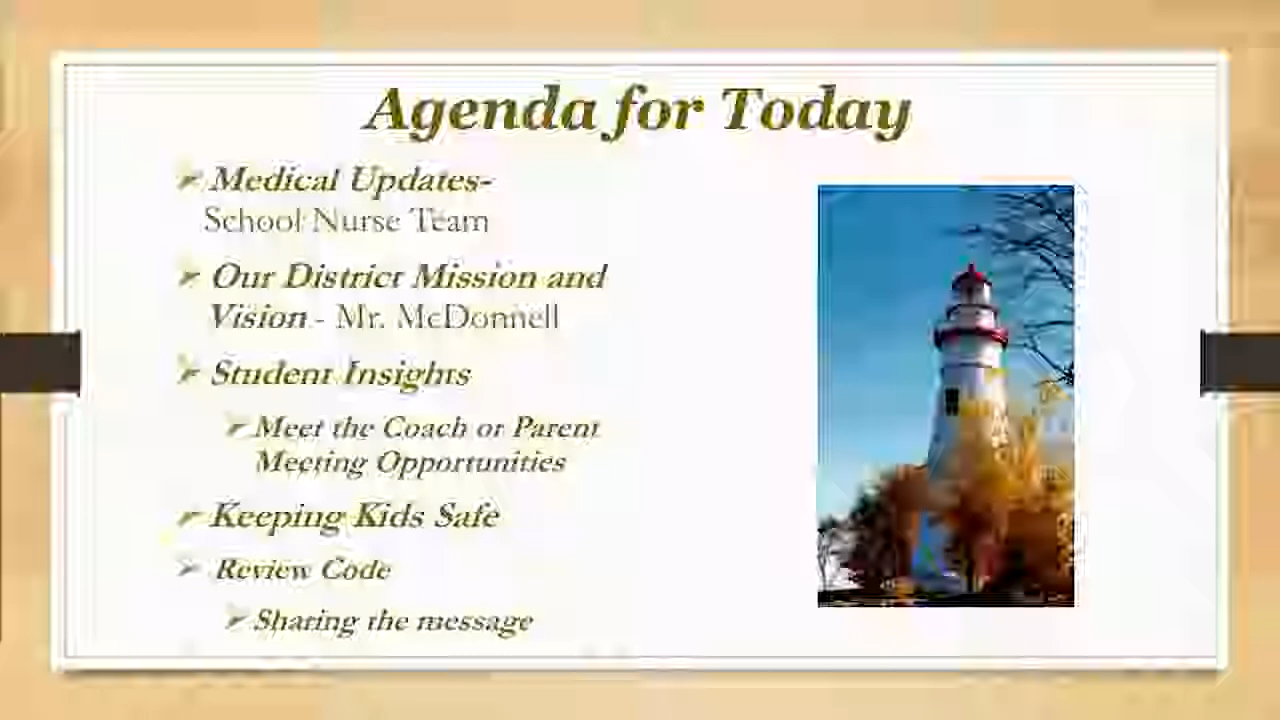 Agenda for Today
Medical Updates-
School Nurse Team
Our District Mission and
Vision - Mr. McDonnell
Student Insights
Meet the Coach or Parent
Meeting Opportunities
Keeping Kids Safe
Review Code
Sharing the message